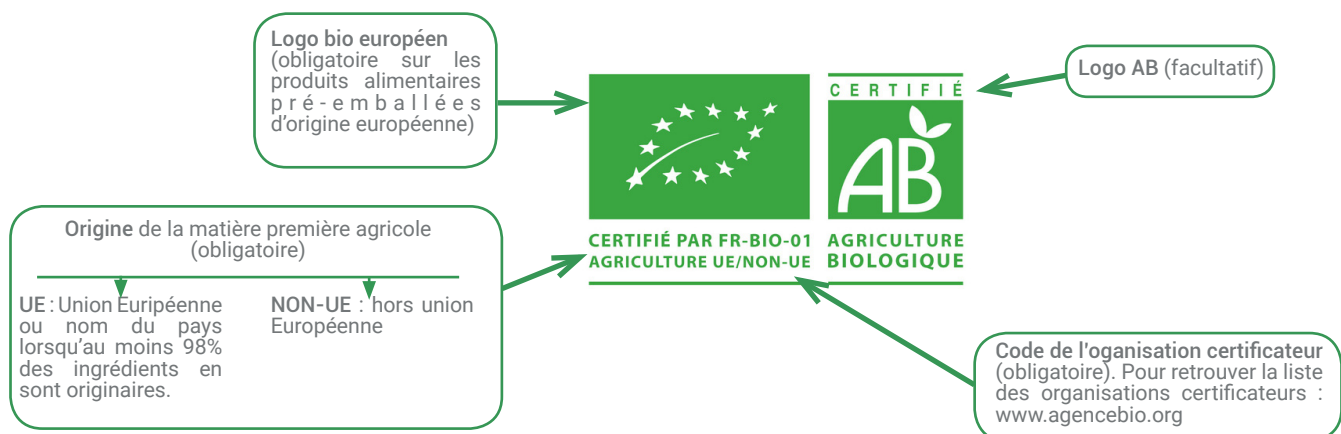 Logo bio européen
(obligatoire sur les
produits alimentaires
pré-emballées
d'origine européenne)
CERTIFIÉ
AB
Logo AB (facultatif)
Origine de la matière première agricole
(obligatoire)
UE : Union Euripéenne
ou nom du pays
lorsqu'au moins 98%
des ingrédients en
sont originaires.
NON-UE : hors union
Européenne
CERTIFIÉ PAR FR-BIO-01
AGRICULTURE UE/NON-UE
AGRICULTURE
BIOLOGIQUE
Code de l'oganisation certificateur
(obligatoire). Pour retrouver la liste
des organisations certificateurs :
www.agencebio.org